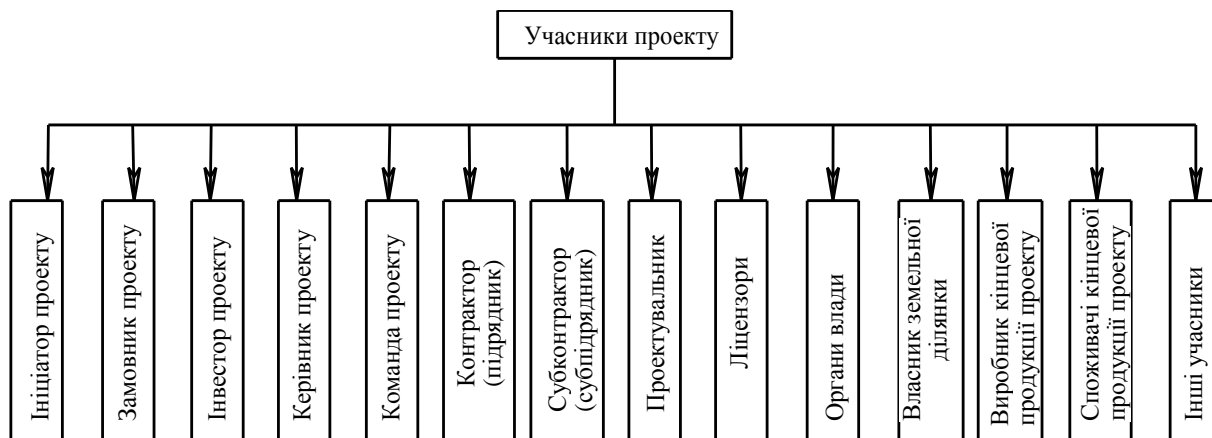 Учасники проекту
Ініціатор проекту
Замовник проекту
Інвестор проекту
Керівник проекту
Команда проекту
Контрактор
(підрядник)
Субконтрактор
(субпідрядник)
Проектувальник
Ліцензори
Органи влади
Власник земельної
ділянки
Виробник кінцевої
продукції проекту
Споживачі кінцевої
продукції проекту
Інші учасники